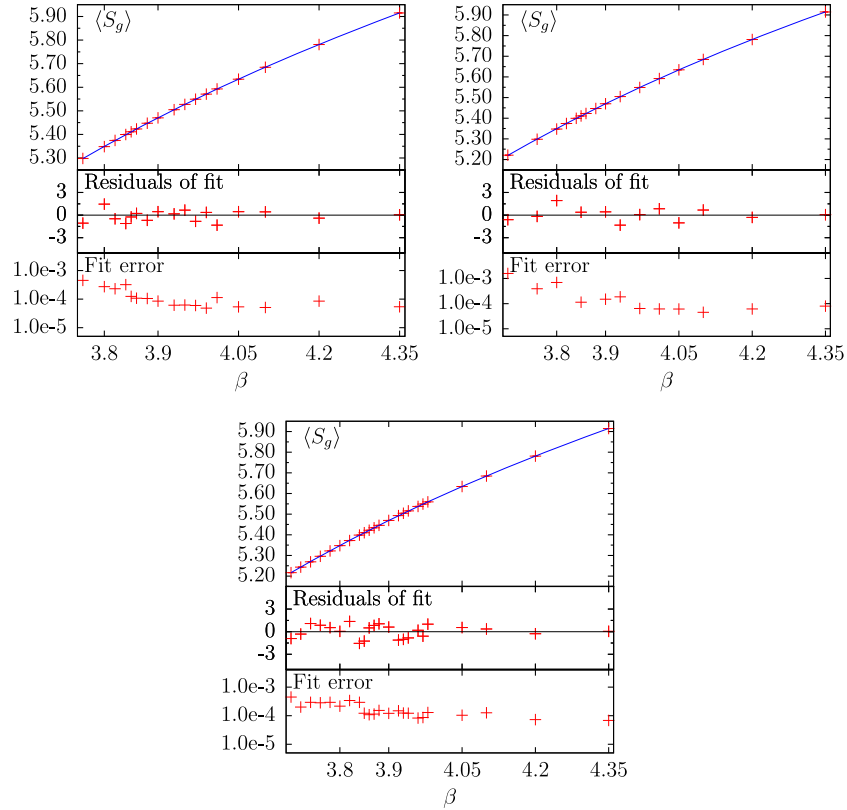 ⟨S_g⟩
5.90
5.80
5.70
5.60
5.50
5.40
5.30
Residuals of fit
3
0
-3
Fit error
1.0e-3
1.0e-4
1.0e-5
3.8 3.9 4.05 4.2 4.35
β
⟨S_g⟩
5.90
5.80
5.70
5.60
5.50
5.40
5.30
5.20
Residuals of fit
3
0
-3
Fit error
1.0e-3
1.0e-4
1.0e-5
3.8 3.9 4.05 4.2 4.35
β
⟨S_g⟩
5.90
5.80
5.70
5.60
5.50
5.40
5.30
5.20
Residuals of fit
3
0
-3
Fit error
1.0e-3
1.0e-4
1.0e-5
3.8 3.9 4.05 4.2 4.35
β